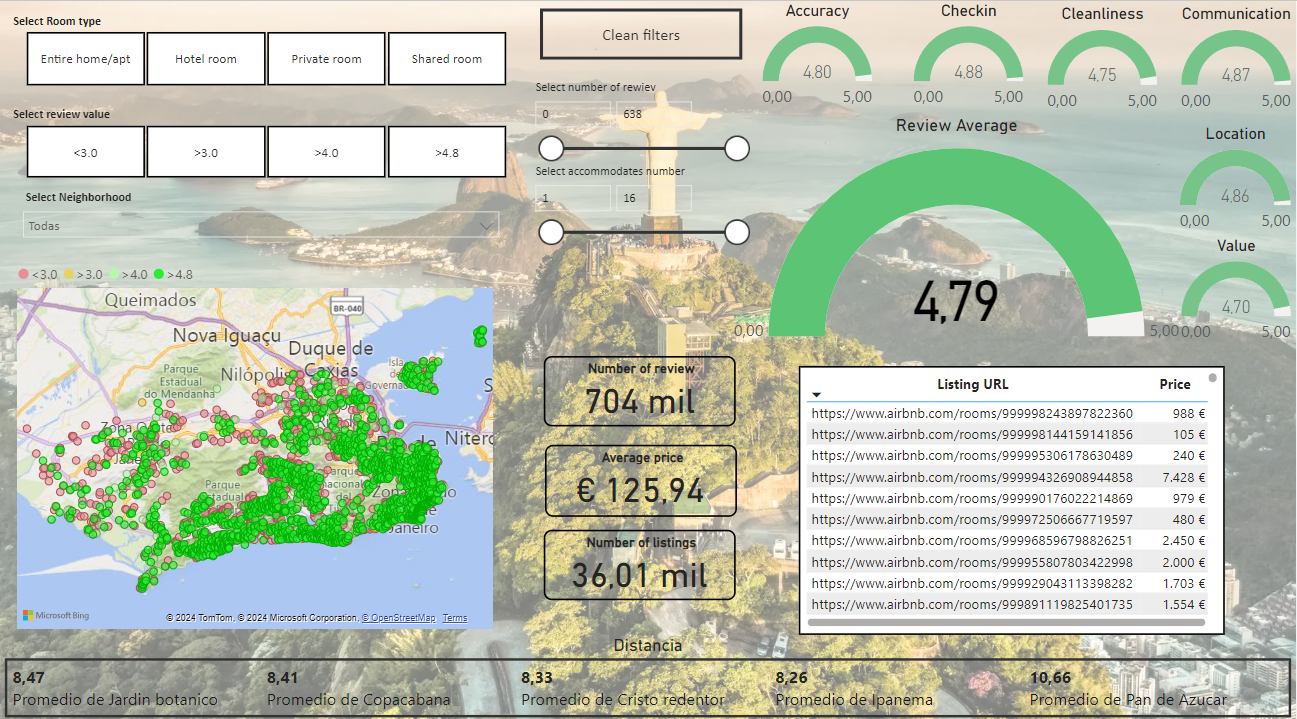 Select Room type
Entire home/apt
Hotel room
Private room
Shared room
Select review value
<3.0
>3.0
>4.0
>4.8
Select Neighborhood
Todas
<3.0 >3.0 >4.0 >4.8
Queimados
BR-040
Nova Iguaçu
Duque de
Caxias
Parque
Estadual
do Mendanha
Nilópolis
Niteró
Parque
Estadual
Microsoft Bing
© 2024 TomTom, © 2024 Microsoft Corporation, © OpenStreetMap Terms
Clean filters
Select number of rewiev
0 638
Select accommodates number
1 16
Number of review
704 mil
Average price
€ 125,94
Number of listings
36,01 mil
Accuracy
4,80
0,00 5,00
Checkin
4,88
0,00 5,00
Cleanliness
4,75
0,00 5,00
Communication
4,87
0,00 5,00
Review Average
4,79
0,00 5,00
Location
4,86
0,00 5,00
Value
4,70
0,00 5,00
Listing URL Price
https://www.airbnb.com/rooms/999998243897822360 988 €
https://www.airbnb.com/rooms/999998144159141856 105 €
https://www.airbnb.com/rooms/999995306178630489 240 €
https://www.airbnb.com/rooms/999994326908944858 7.428 €
https://www.airbnb.com/rooms/999990176022214869 979 €
https://www.airbnb.com/rooms/999972506667719597 480 €
https://www.airbnb.com/rooms/999968596798826251 2.450 €
https://www.airbnb.com/rooms/999955807803422998 2.000 €
https://www.airbnb.com/rooms/999929043113398282 1.703 €
https://www.airbnb.com/rooms/999891119825401735 1.554 €
Distancia
8,47
Promedio de Jardin botanico
8,41
Promedio de Copacabana
8,33
Promedio de Cristo redentor
8,26
Promedio de Ipanema
10,66
Promedio de Pan de Azucar